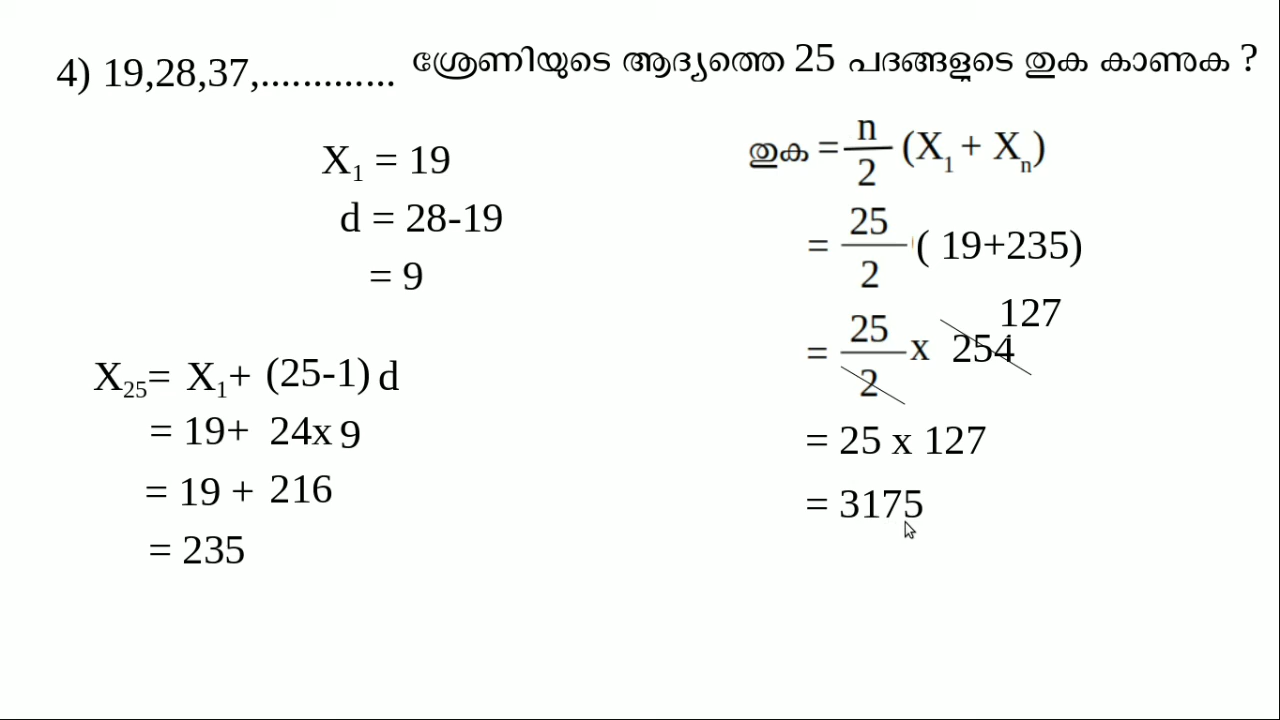 4) 19,28,37,............. ശ്രേണിയുടെ ആദ്യത്തെ 25 പദങ്ങളുടെ തുക കാണുക ?
X₁ = 19
d = 28-19
= 9
X₂₅= X₁+ (25-1) d
= 19+ 24x 9
= 19 + 216
= 235
തുക = n/2 (X₁ + Xₙ)
= 25/2 ( 19+235)
127
= 25/2 x 254
= 25 x 127
= 3175